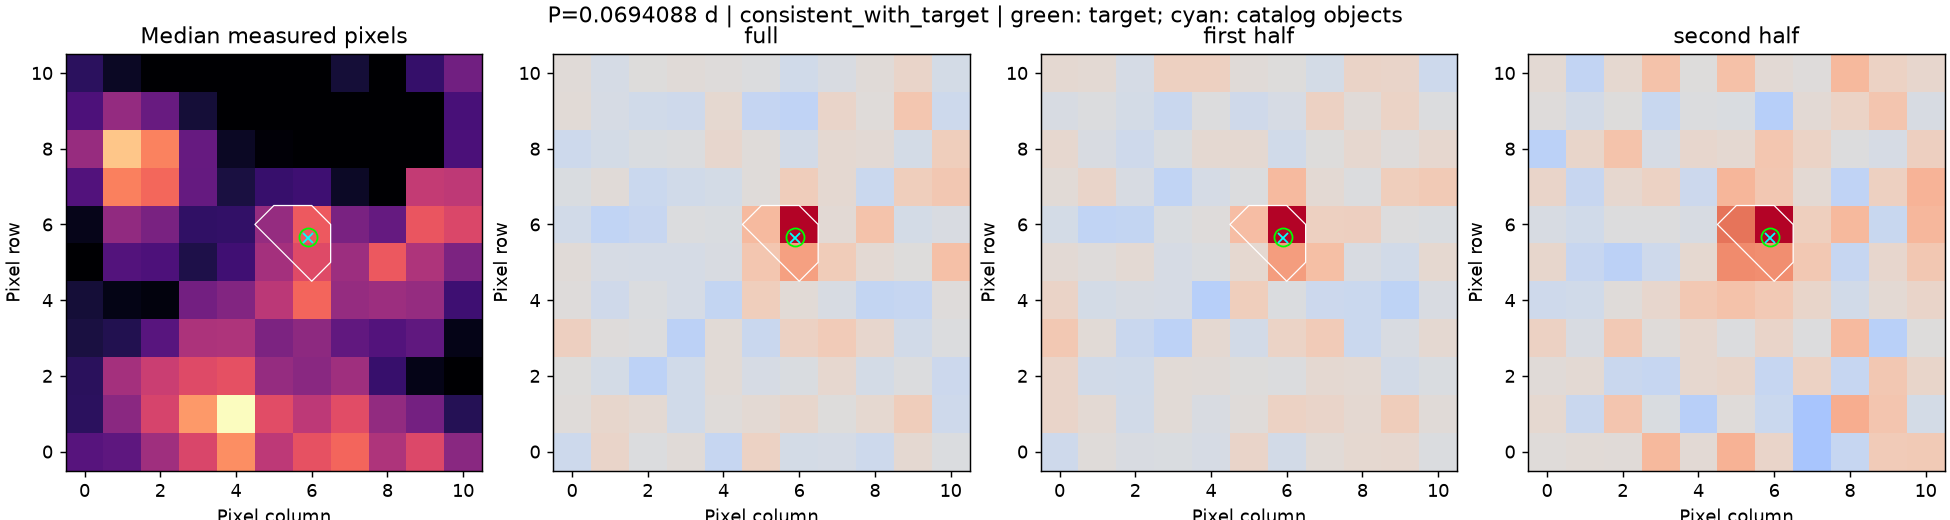 P=0.0694088 d | consistent_with_target | green: target; cyan: catalog objects
Median measured pixels
full
first half
second half
Pixel row
10
8
6
4
2
0
0 2 4 6 8 10
Pixel column
Pixel row
10
8
6
4
2
0
0 2 4 6 8 10
Pixel column
Pixel row
10
8
6
4
2
0
0 2 4 6 8 10
Pixel column
Pixel row
10
8
6
4
2
0
0 2 4 6 8 10
Pixel column